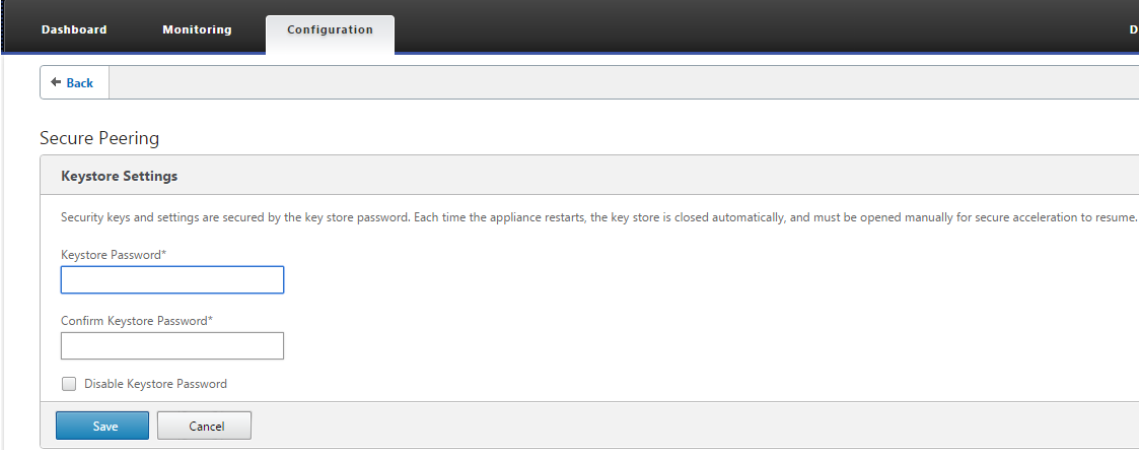 Dashboard Monitoring Configuration D
Back
Secure Peering
Keystore Settings
Security keys and settings are secured by the key store password. Each time the appliance restarts, the key store is closed automatically, and must be opened manually for secure acceleration to resume.
Keystore Password*
Confirm Keystore Password*
Disable Keystore Password
Save Cancel